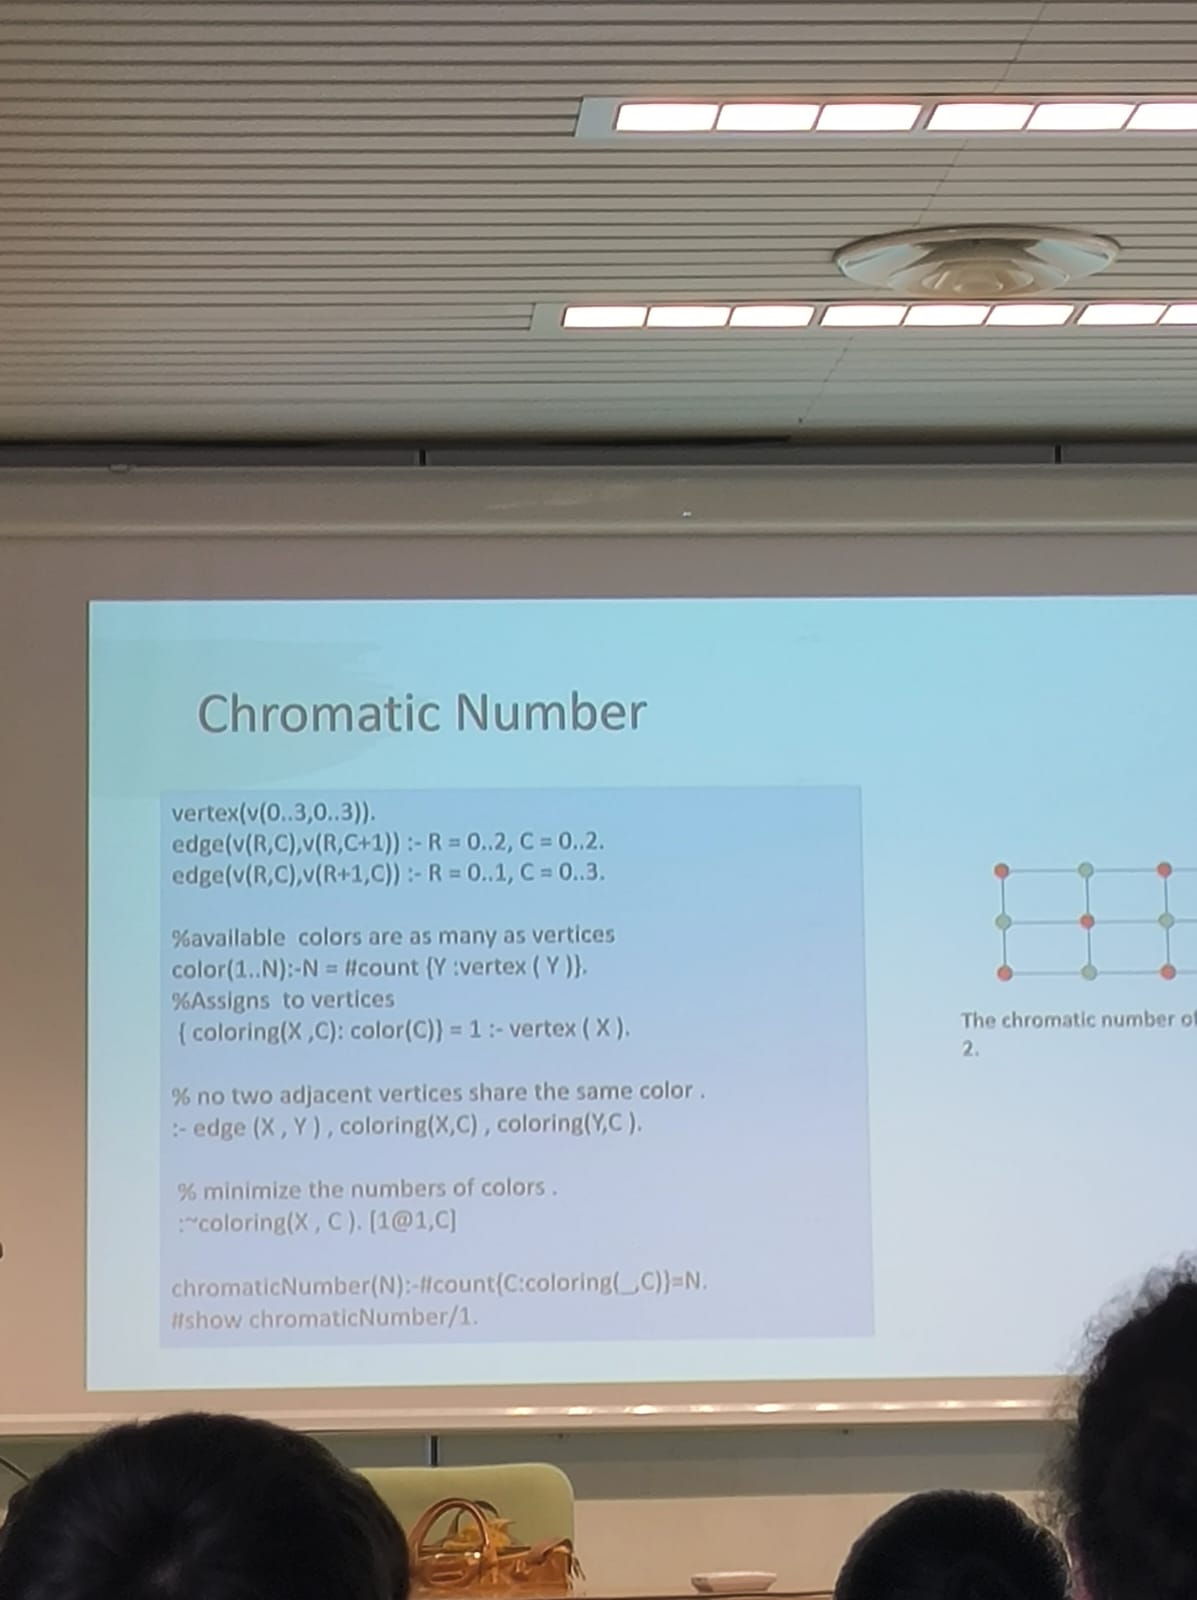 Chromatic Number
vertex(v(0..3,0..3)).
edge(v(R,C),v(R,C+1)) :- R = 0..2, C = 0..2.
edge(v(R,C),v(R+1,C)) :- R = 0..1, C = 0..3.
%available colors are as many as vertices
color(1..N):-N = #count {Y :vertex ( Y )}.
%Assigns to vertices
{ coloring(X ,C): color(C)} = 1 :- vertex ( X ).
% no two adjacent vertices share the same color .
:- edge (X , Y ) , coloring(X,C) , coloring(Y,C ).
% minimize the numbers of colors .
:~coloring(X , C ). [1@1,C]
chromaticNumber(N):-#count{C:coloring(_,C)}=N.
#show chromaticNumber/1.
The chromatic number of
2.